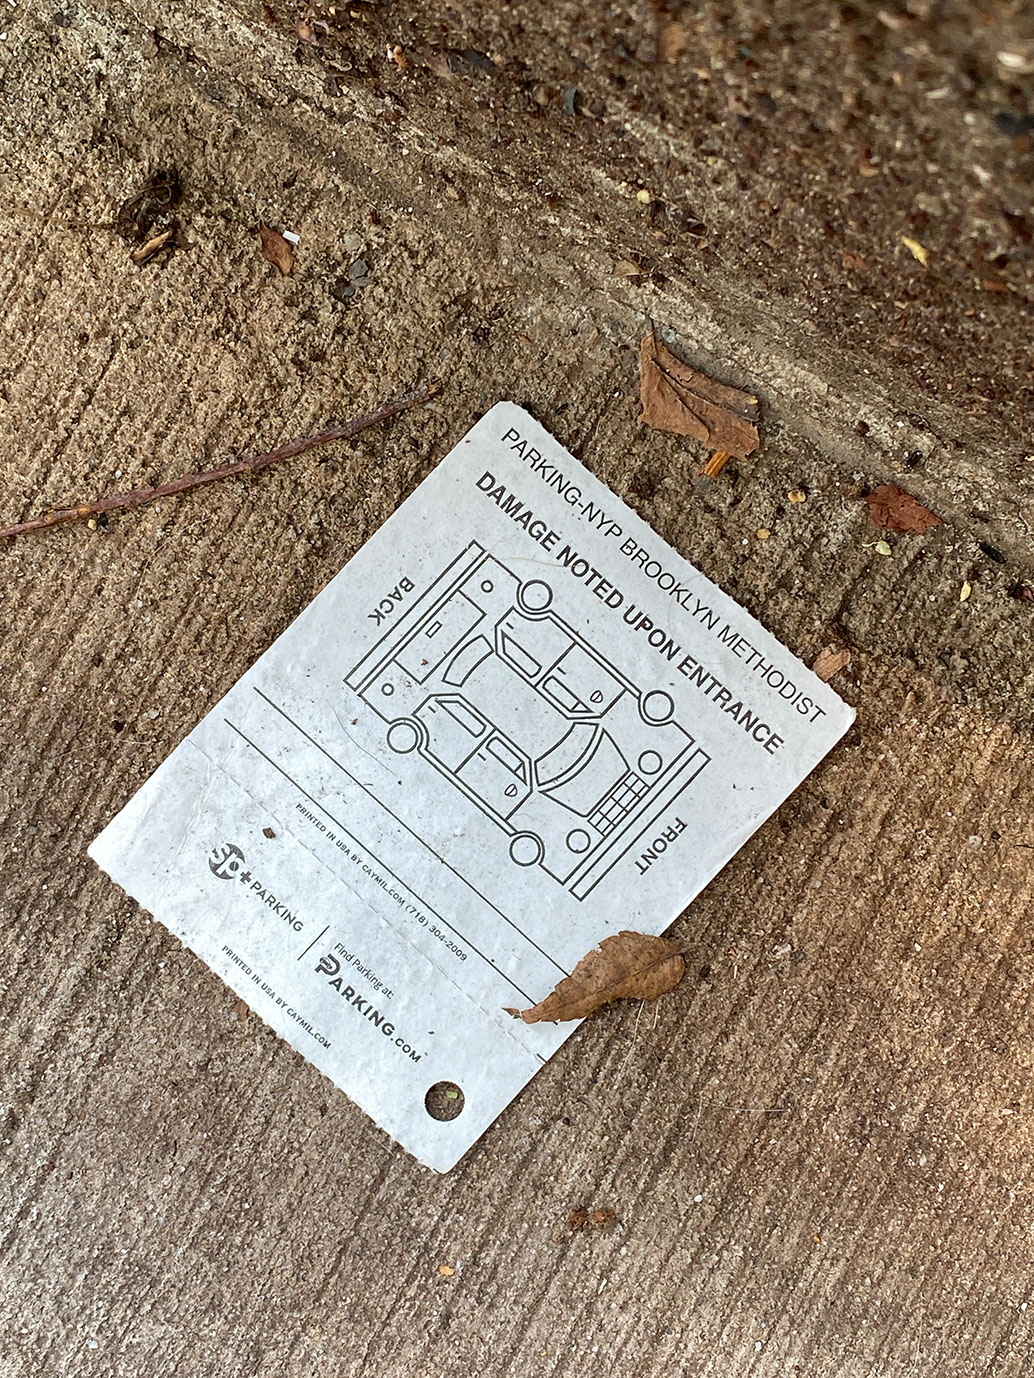 PARKING-NYP BROOKLYN METHODIST
DAMAGE NOTED UPON ENTRANCE
BACK
FRONT
PRINTED IN USA BY CAYMIL.COM (718) 304-2009
sp+ PARKING
Find Parking at:
PARKING.COM
PRINTED IN USA BY CAYMIL.COM